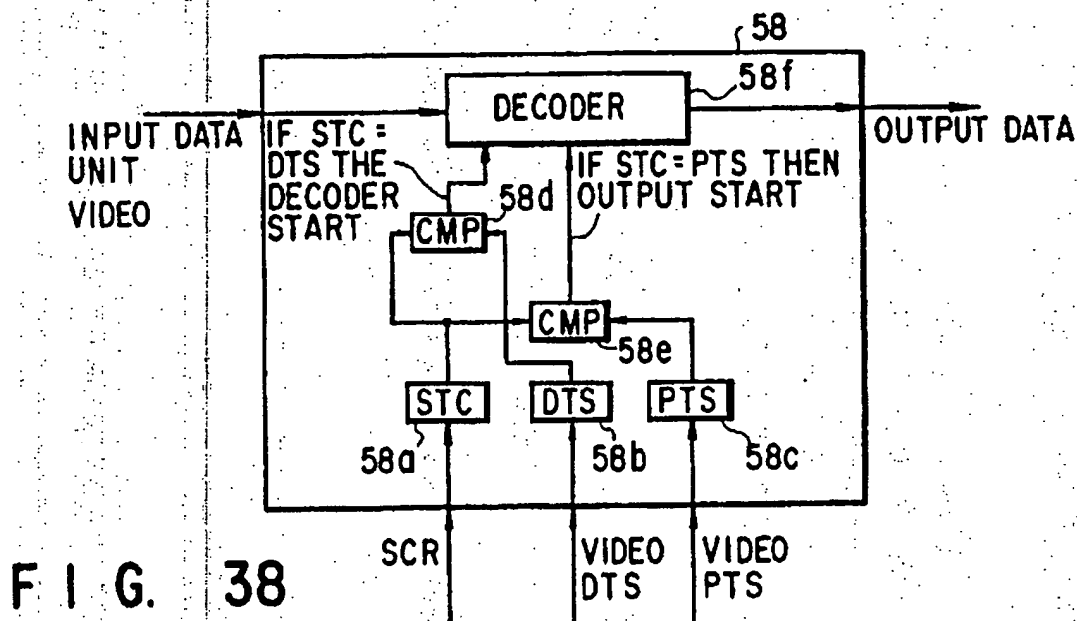 58
58f
DECODER
INPUT DATA
UNIT
VIDEO
IF STC=
DTS THE
DECODER
START
IF STC=PTS THEN
OUTPUT START
OUTPUT DATA
58d
CMP
CMP
58e
STC
DTS
PTS
58a
58b
58c
SCR
VIDEO
DTS
VIDEO
PTS
FIG. 38